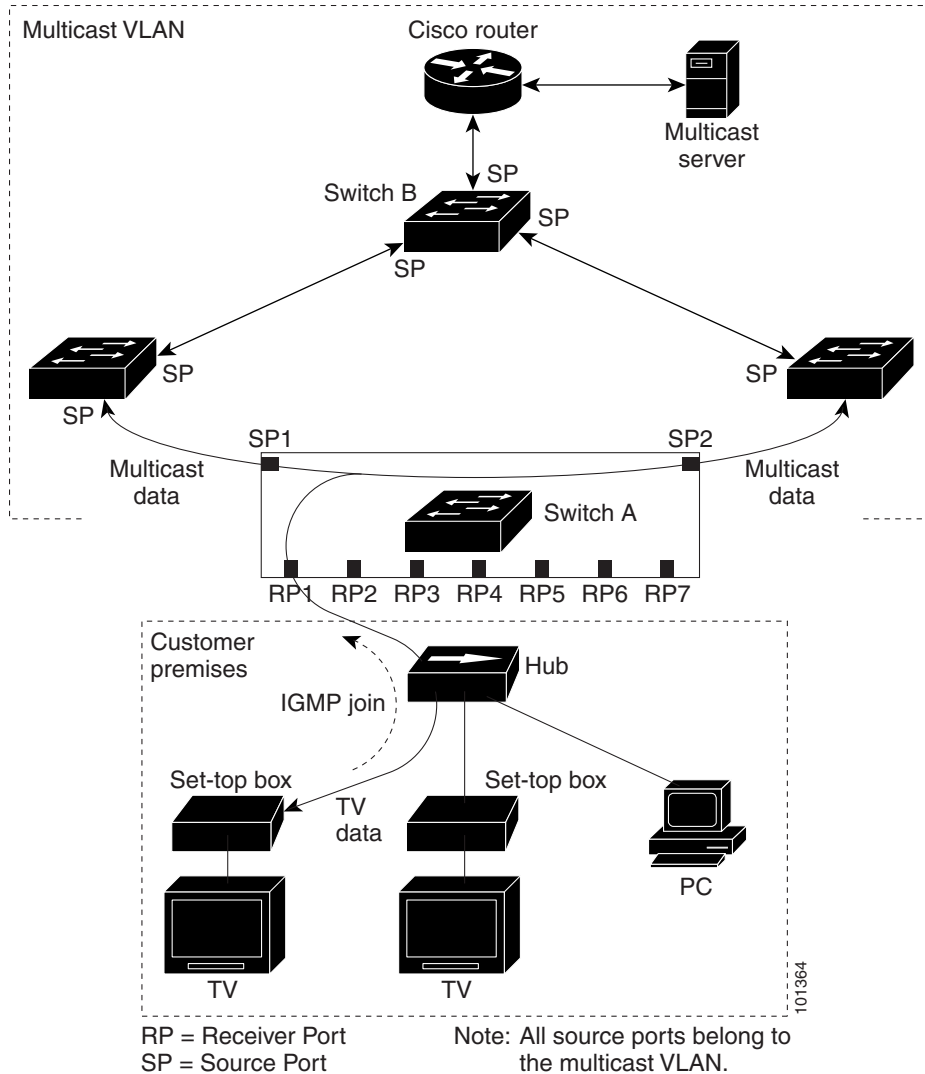 Multicast VLAN
Cisco router
Multicast
server
SP
Switch B
SP
SP
SP
SP
SP
SP1
SP2
Multicast
data
Multicast
data
Switch A
RP1 RP2 RP3 RP4 RP5 RP6 RP7
Customer
premises
Hub
IGMP join
Set-top box
Set-top box
TV
data
PC
TV
TV
101364
RP = Receiver Port
SP = Source Port
Note: All source ports belong to
the multicast VLAN.